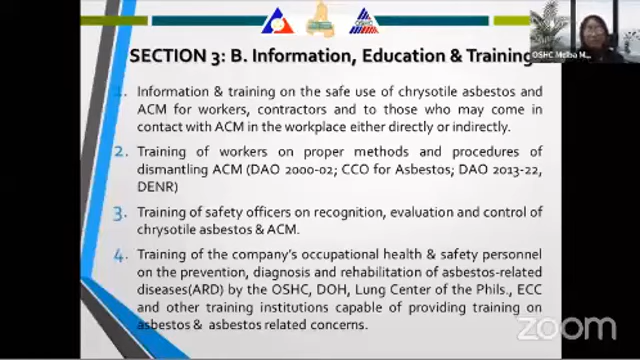 OSHC
SECTION 3: B. Information, Education & Training
OSHC Melba M...
1. Information & training on the safe use of chrysotile asbestos and
ACM for workers, contractors and to those who may come in
contact with ACM in the workplace either directly or indirectly.
2. Training of workers on proper methods and procedures of
dismantling ACM (DAO 2000-02; CCO for Asbestos; DAO 2013-22,
DENR)
3. Training of safety officers on recognition, evaluation and control of
chrysotile asbestos & ACM.
4. Training of the company's occupational health & safety personnel
on the prevention, diagnosis and rehabilitation of asbestos-related
diseases(ARD) by the OSHC, DOH, Lung Center of the Phils., ECC
and other training institutions capable of providing training on
asbestos & asbestos related concerns.
zoom